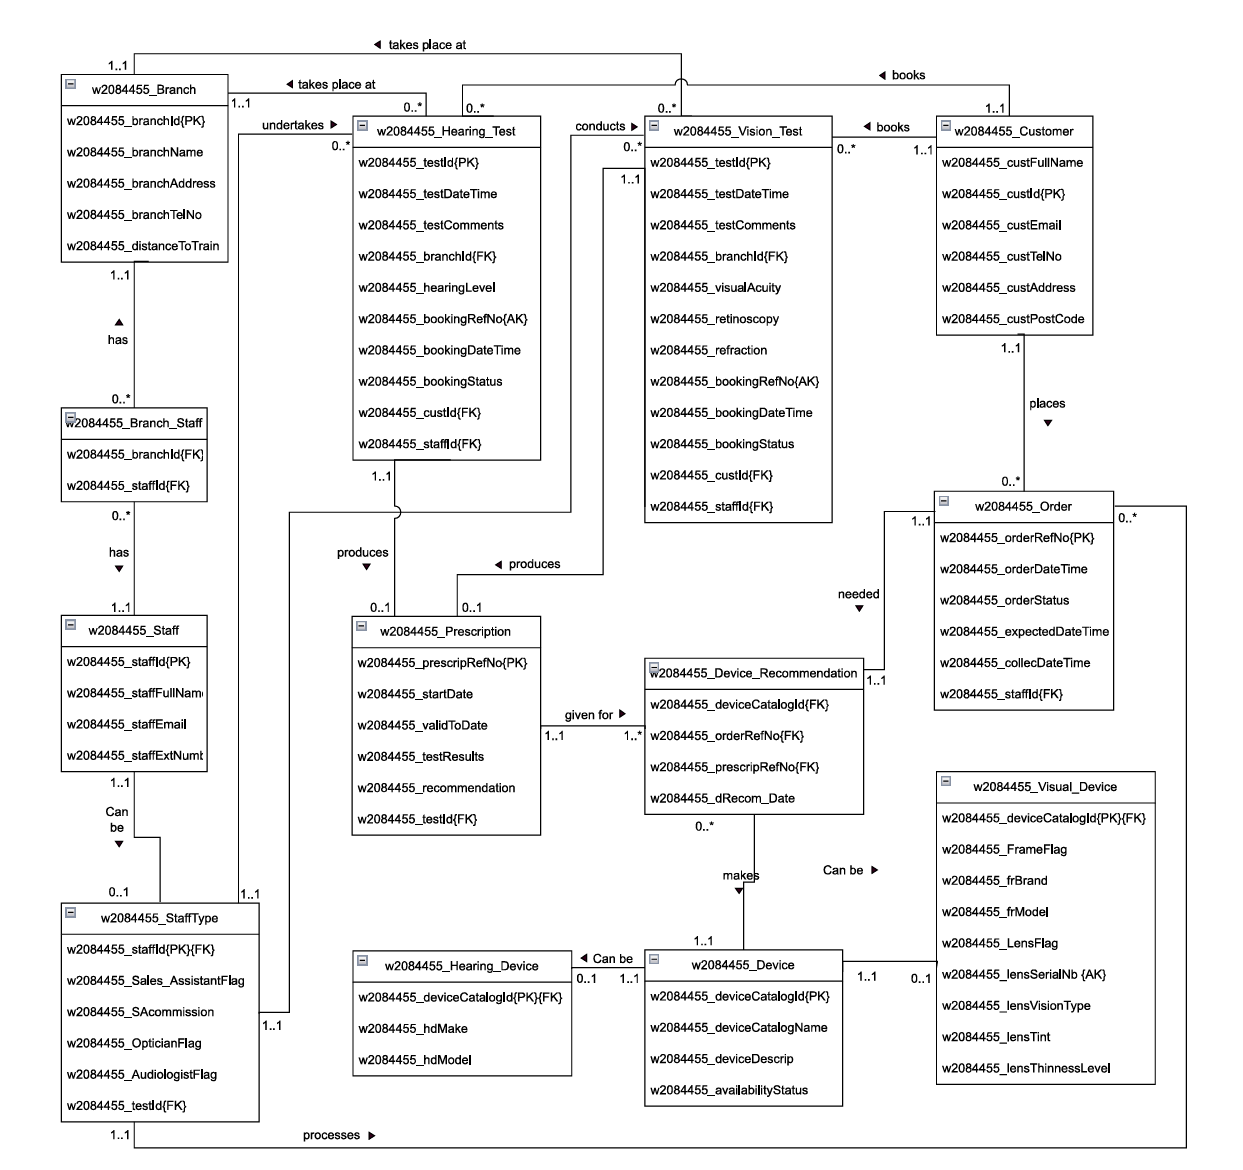 takes place at
1..1
w2084455_Branch
w2084455_branchId{PK}
w2084455_branchName
w2084455_branchAddress
w2084455_branchTelNo
w2084455_distanceToTrain
1..1
takes place at
1..1
0..*
undertakes
0..*
w2084455_Hearing_Test
w2084455_testId{PK}
w2084455_testDateTime
w2084455_testComments
w2084455_branchId{FK}
w2084455_hearingLevel
w2084455_bookingRefNo{AK}
w2084455_bookingDateTime
w2084455_bookingStatus
w2084455_custId{FK}
w2084455_staffId{FK}
1..1
books
0..*
1..1
0..*
conducts
0..*
1..1
w2084455_Vision_Test
w2084455_testId{PK}
w2084455_testDateTime
w2084455_testComments
w2084455_branchId{FK}
w2084455_visualAcuity
w2084455_retinoscopy
w2084455_refraction
w2084455_bookingRefNo{AK}
w2084455_bookingDateTime
w2084455_bookingStatus
w2084455_custId{FK}
w2084455_staffId{FK}
books
0..*
1..1
w2084455_Customer
w2084455_custFullName
w2084455_custId{PK}
w2084455_custEmail
w2084455_custTelNo
w2084455_custAddress
w2084455_custPostCode
1..1
places
0..*
has
0..*
w2084455_Branch_Staff
w2084455_branchId{FK}
w2084455_staffId{FK}
0..*
has
1..1
w2084455_Staff
w2084455_staffId{PK}
w2084455_staffFullName
w2084455_staffEmail
w2084455_staffExtNumb
1..1
Can
be
0..1
1..1
w2084455_StaffType
w2084455_staffId{PK}{FK}
w2084455_Sales_AssistantFlag
w2084455_SAcommission
w2084455_OpticianFlag
w2084455_AudiologistFlag
w2084455_testId{FK}
1..1
1..1
processes
produces
0..1
produces
0..1
w2084455_Prescription
w2084455_prescripRefNo{PK}
w2084455_startDate
w2084455_validToDate
w2084455_testResults
w2084455_recommendation
w2084455_testId{FK}
given for
1..1
1..*
w2084455_Device_Recommendation
w2084455_deviceCatalogId{FK}
w2084455_orderRefNo{FK}
w2084455_prescripRefNo{FK}
w2084455_dRecom_Date
0..*
needed
1..1
1..1
w2084455_Order
w2084455_orderRefNo{PK}
w2084455_orderDateTime
w2084455_orderStatus
w2084455_expectedDateTime
w2084455_collecDateTime
w2084455_staffId{FK}
0..*
makes
1..1
Can be
w2084455_Hearing_Device
w2084455_deviceCatalogId{PK}{FK}
w2084455_hdMake
w2084455_hdModel
Can be
0..1
1..1
w2084455_Device
w2084455_deviceCatalogId{PK}
w2084455_deviceCatalogName
w2084455_deviceDescrip
w2084455_availabilityStatus
1..1
0..1
w2084455_Visual_Device
w2084455_deviceCatalogId{PK}{FK}
w2084455_FrameFlag
w2084455_frBrand
w2084455_frModel
w2084455_LensFlag
w2084455_lensSerialNb {AK}
w2084455_lensVisionType
w2084455_lensTint
w2084455_lensThinnessLevel